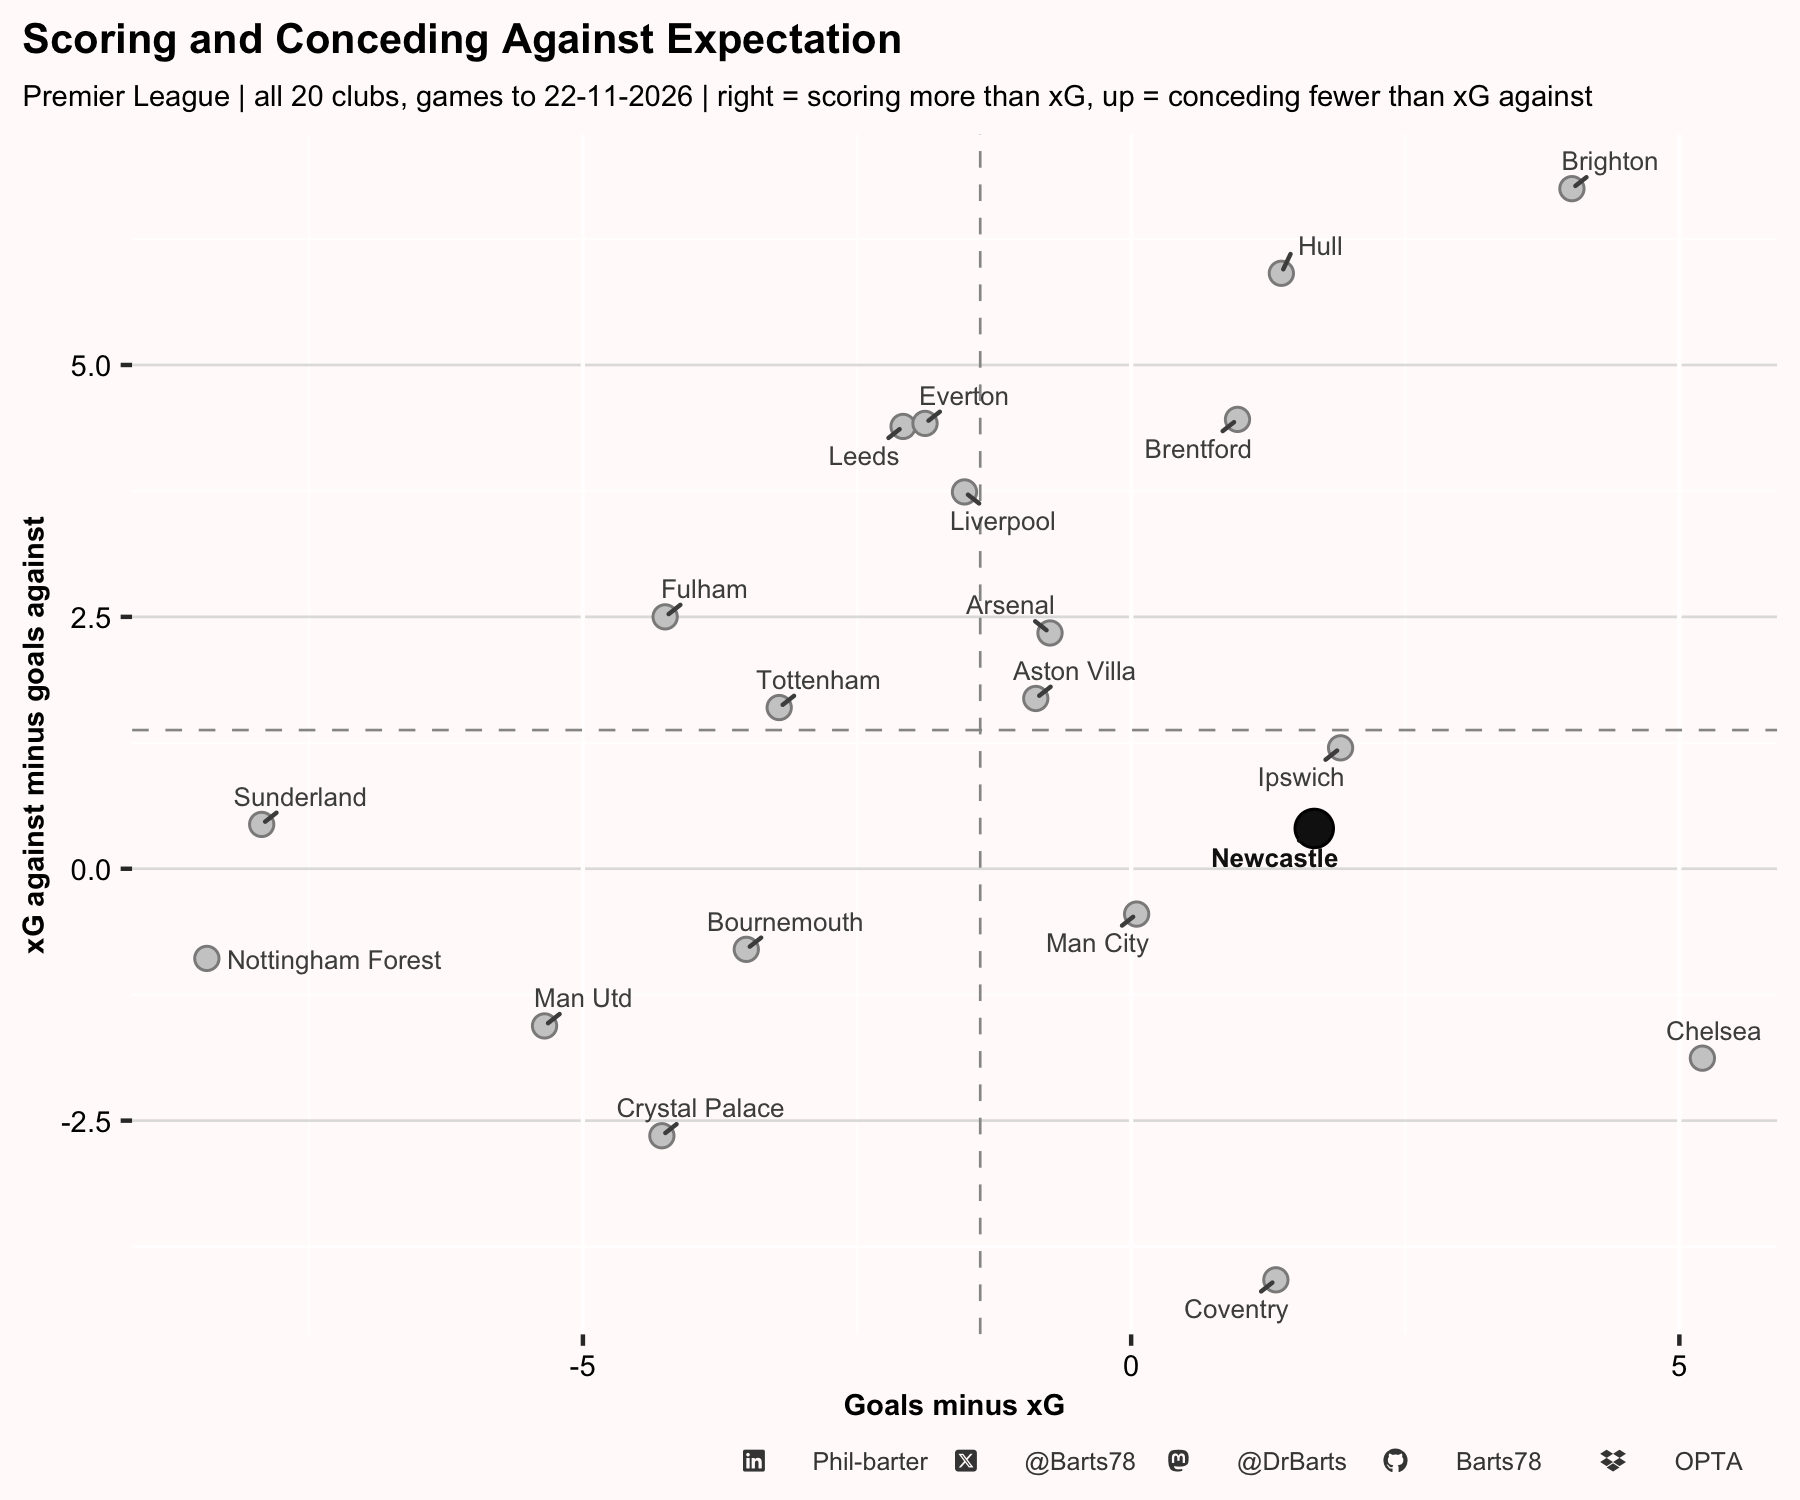 Scoring and Conceding Against Expectation
Premier League | all 20 clubs, games to 22-11-2026 | right = scoring more than xG, up = conceding fewer than xG against
Brighton
Hull
5.0
Everton
Leeds
Brentford
Liverpool
Fulham
Arsenal
2.5
Aston Villa
Tottenham
Ipswich
Sunderland
Newcastle
0.0
xG against minus goals against
Bournemouth
Man City
Nottingham Forest
Man Utd
Chelsea
Crystal Palace
-2.5
Coventry
-5 0 5
Goals minus xG
Phil-barter @Barts78 @DrBarts Barts78 OPTA